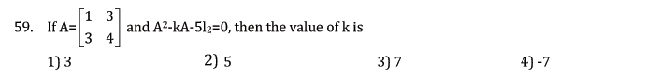 59. If A=[1 3 3 4] and A²-kA-5I₂=0, then the value of k is
1) 3 2) 5 3) 7 4) -7